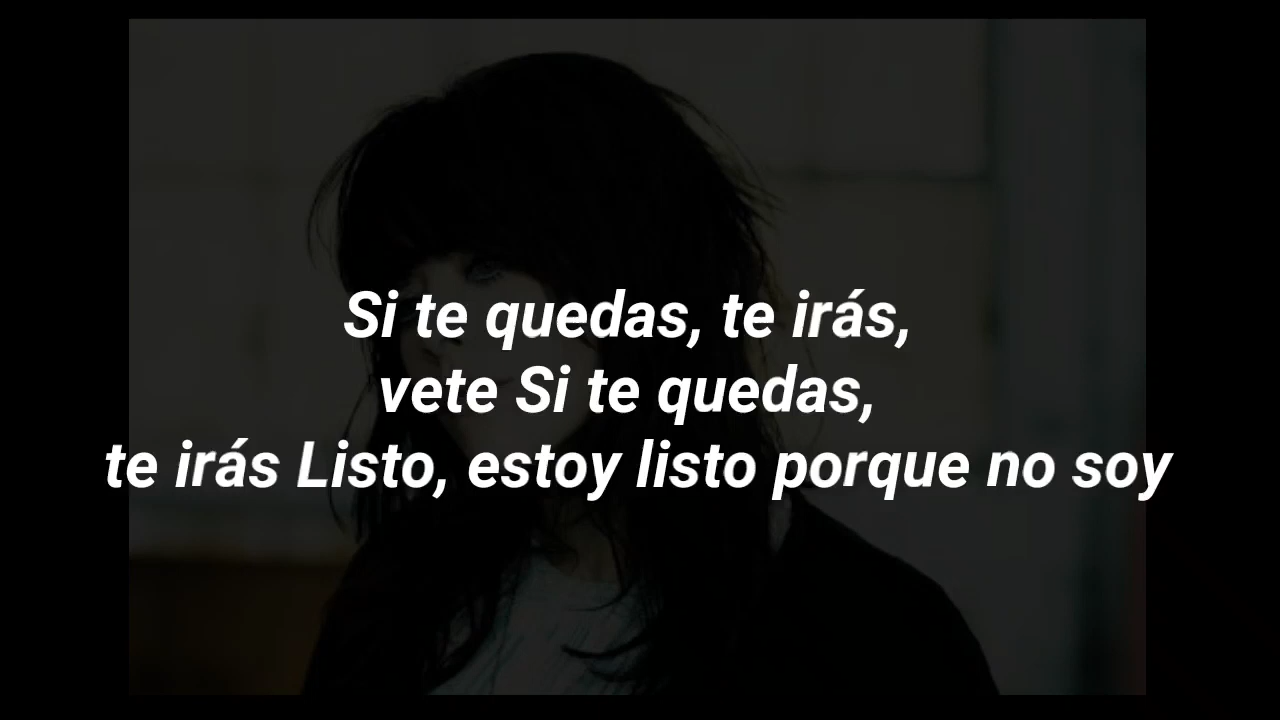 Si te quedas, te irás,
vete Si te quedas,
te irás Listo, estoy listo porque no soy